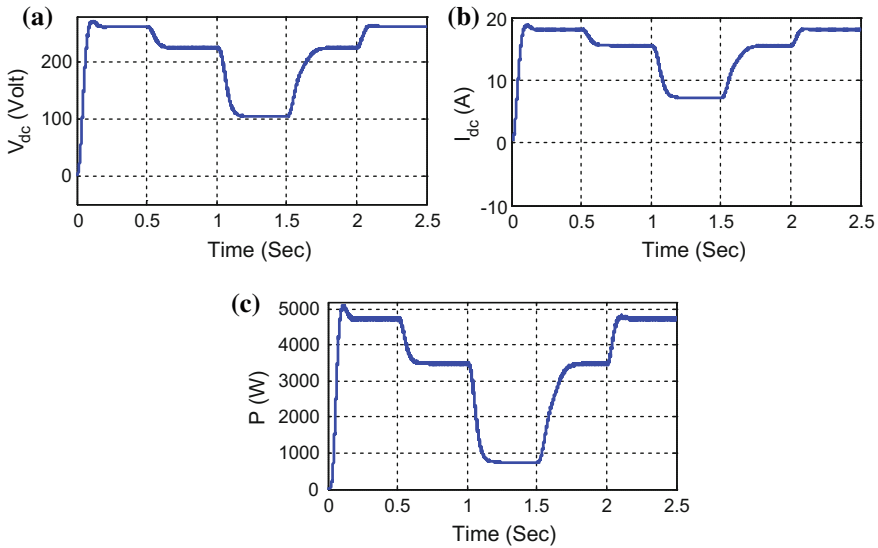 (a)
V_dc (Volt)
200
100
0
0 0.5 1 1.5 2 2.5
Time (Sec)
(b)
I_dc (A)
20
10
0
-10
0 0.5 1 1.5 2 2.5
Time (Sec)
(c)
P (W)
5000
4000
3000
2000
1000
0
0 0.5 1 1.5 2 2.5
Time (Sec)